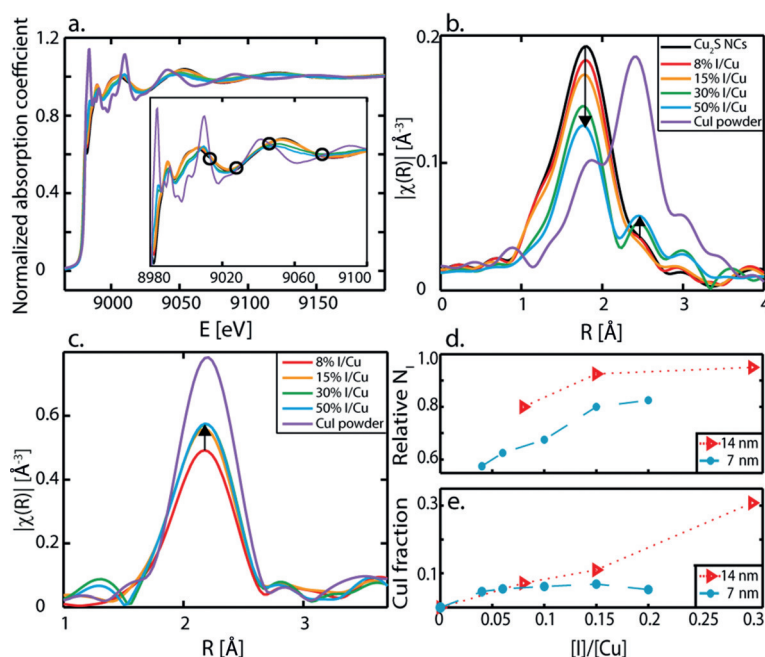 a.
Normalized absorption coefficient
1.2
1.0
0.6
0.2
0
9000
9050
9100
9150
E [eV]
8980
9020
9060
9100
b.
|χ(R)| [Å⁻³]
0.2
0.1
0
0
1
2
3
4
R [Å]
Cu₂S NCs
8% I/Cu
15% I/Cu
30% I/Cu
50% I/Cu
CuI powder
c.
|χ(R)| [Å⁻³]
0.6
0.4
0.2
0
1
2
3
R [Å]
8% I/Cu
15% I/Cu
30% I/Cu
50% I/Cu
CuI powder
d.
Relative N_I
1.0
0.8
0.6
14 nm
7 nm
e.
CuI fraction
0.3
0.1
0
0.05
0.1
0.15
0.2
0.25
0.3
[I]/[Cu]
14 nm
7 nm